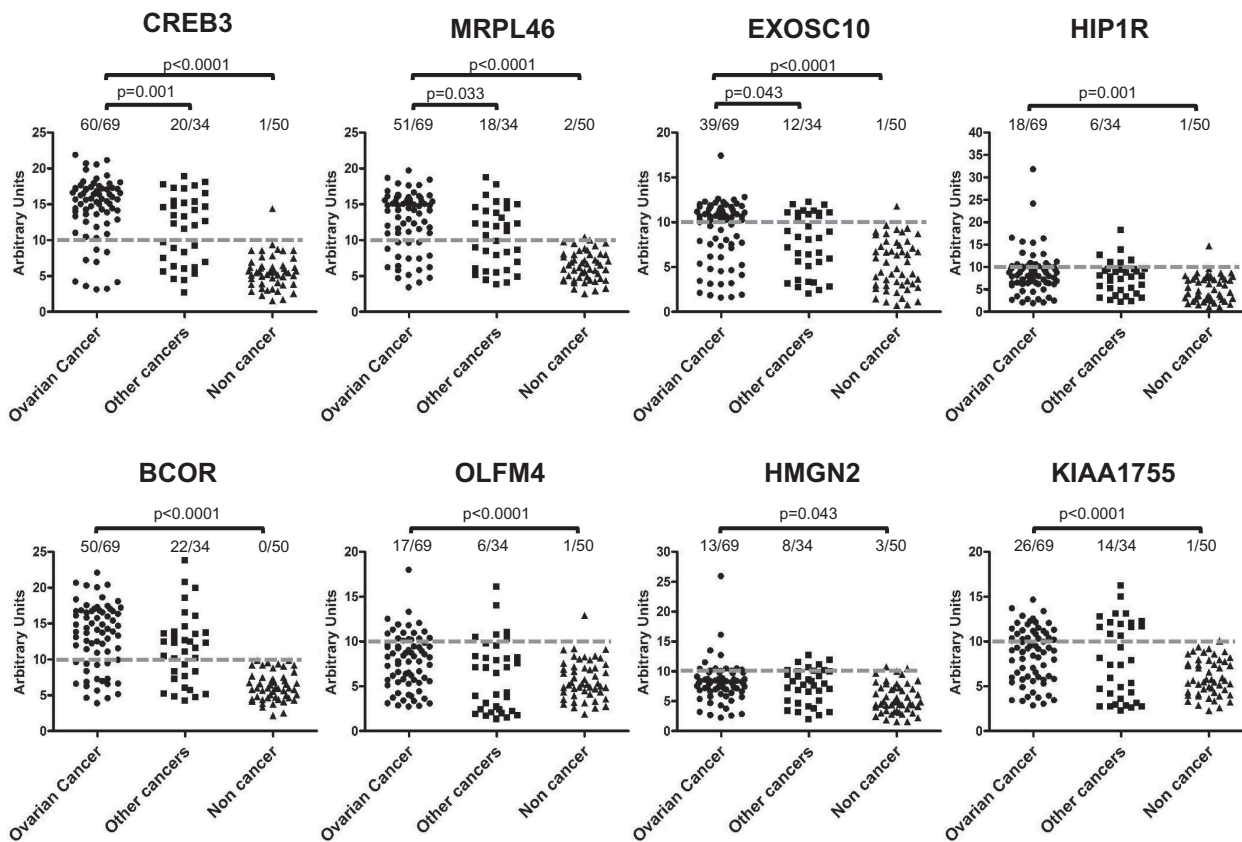 CREB3
p<0.0001
p=0.001
60/69 20/34 1/50
25
20
15
10
5
0
Arbitrary Units
Ovarian Cancer
Other cancers
Non cancer
MRPL46
p<0.0001
p=0.033
51/69 18/34 2/50
25
20
15
10
5
0
Arbitrary Units
Ovarian Cancer
Other cancers
Non cancer
EXOSC10
p<0.0001
p=0.043
39/69 12/34 1/50
20
15
10
5
0
Arbitrary Units
Ovarian Cancer
Other cancers
Non cancer
HIP1R
p=0.001
18/69 6/34 1/50
40
35
30
25
20
15
10
5
0
Arbitrary Units
Ovarian Cancer
Other cancers
Non cancer
BCOR
p<0.0001
50/69 22/34 0/50
25
20
15
10
5
0
Arbitrary Units
Ovarian Cancer
Other cancers
Non cancer
OLFM4
p<0.0001
17/69 6/34 1/50
20
15
10
5
0
Arbitrary Units
Ovarian Cancer
Other cancers
Non cancer
HMGN2
p=0.043
13/69 8/34 3/50
30
25
20
15
10
5
0
Arbitrary Units
Ovarian Cancer
Other cancers
Non cancer
KIAA1755
p<0.0001
26/69 14/34 1/50
20
15
10
5
0
Arbitrary Units
Ovarian Cancer
Other cancers
Non cancer